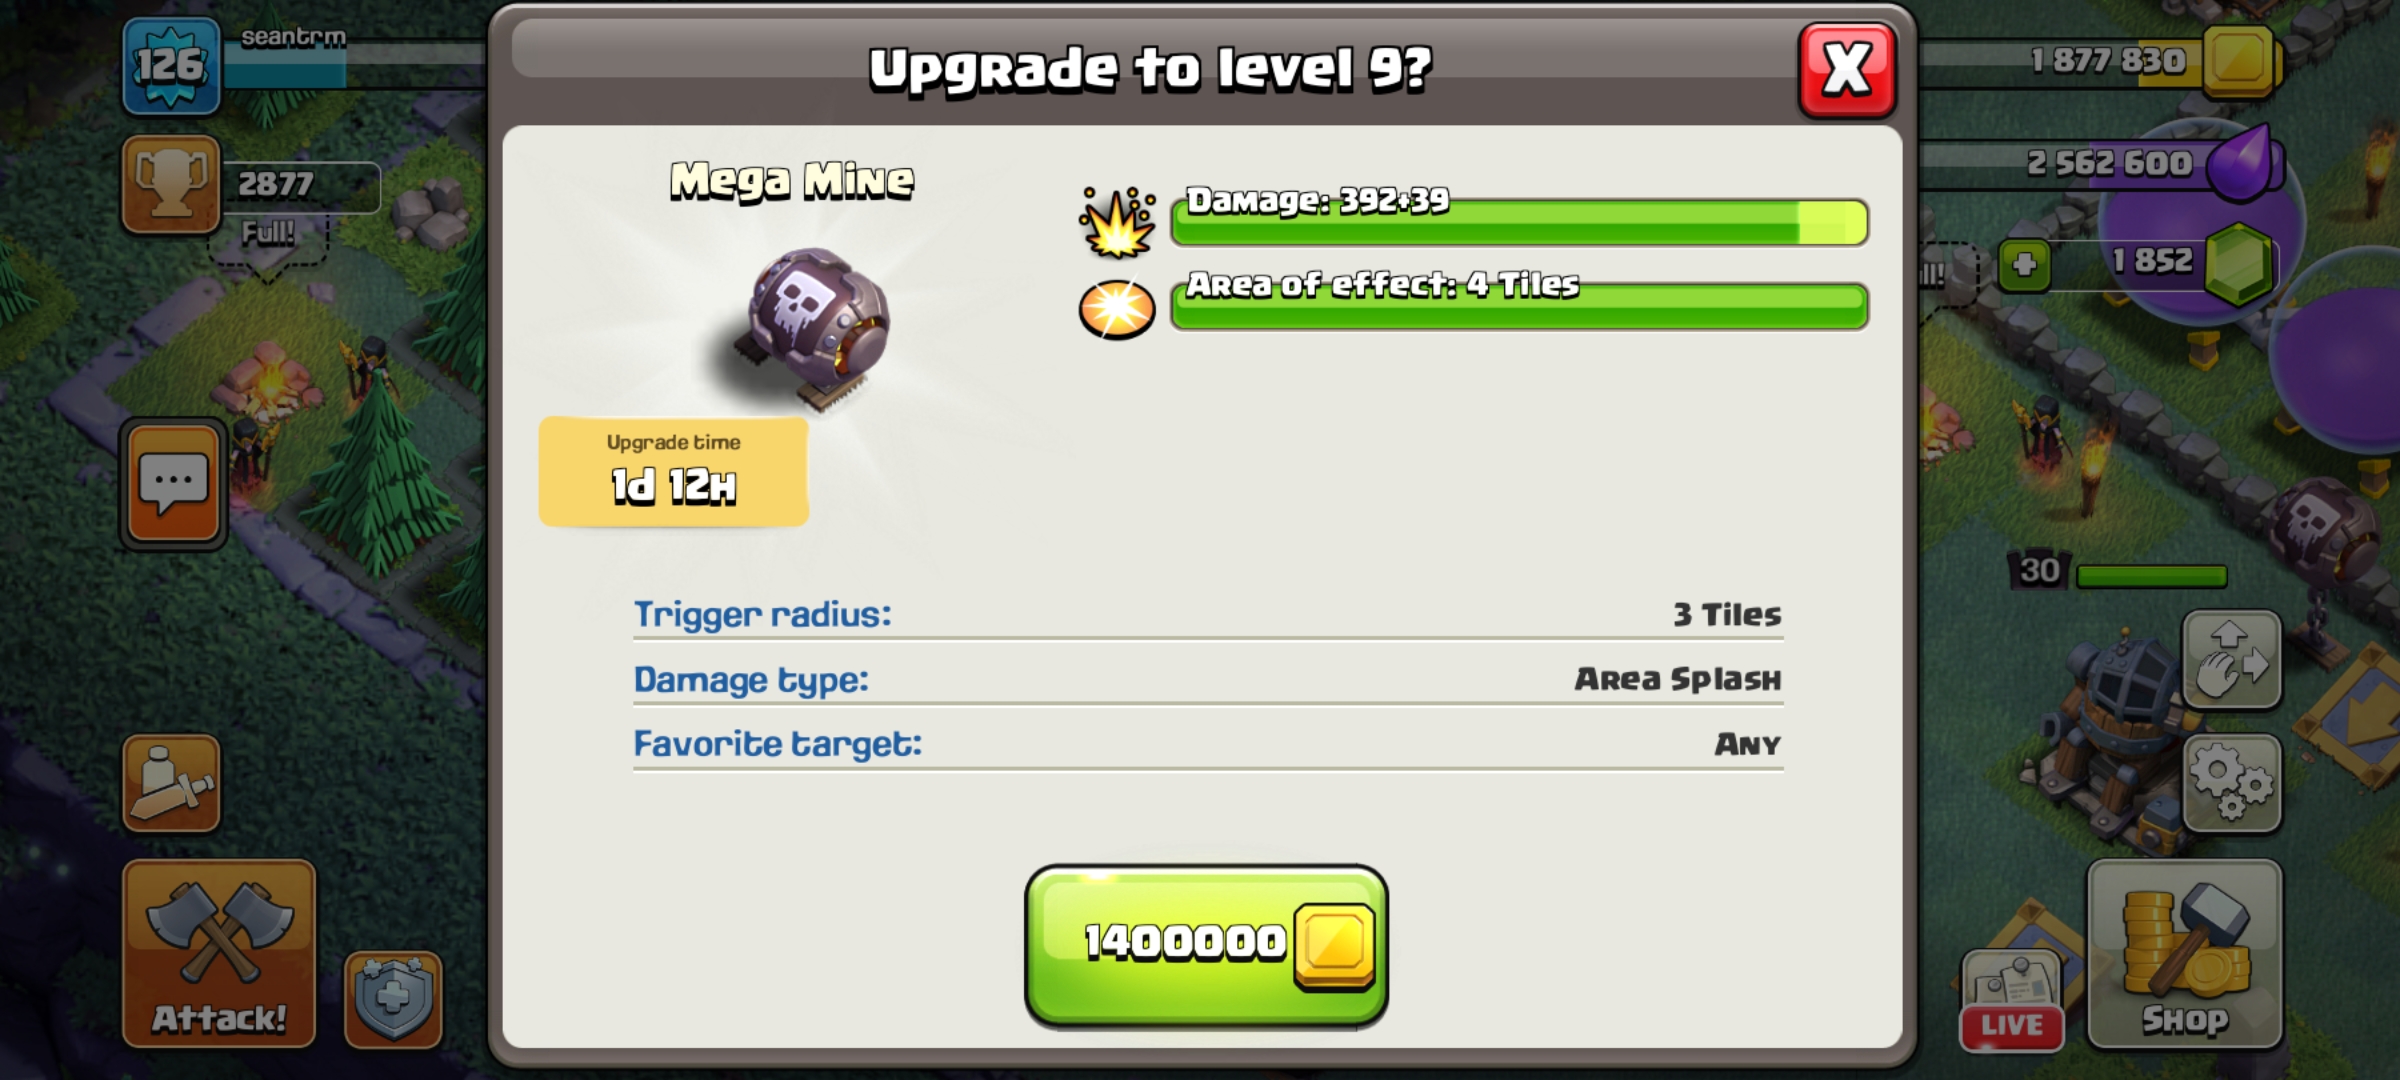 126
seantrm
2877
Full!
Upgrade to level 9?
X
1 877 830
2 562 600
1 852
ll!
Mega Mine
Damage: 392+39
Area of effect: 4 Tiles
Upgrade time
1d 12H
Trigger radius: 3 Tiles
Damage type: Area Splash
Favorite target: Any
1400000
30
Attack!
LIVE
Shop